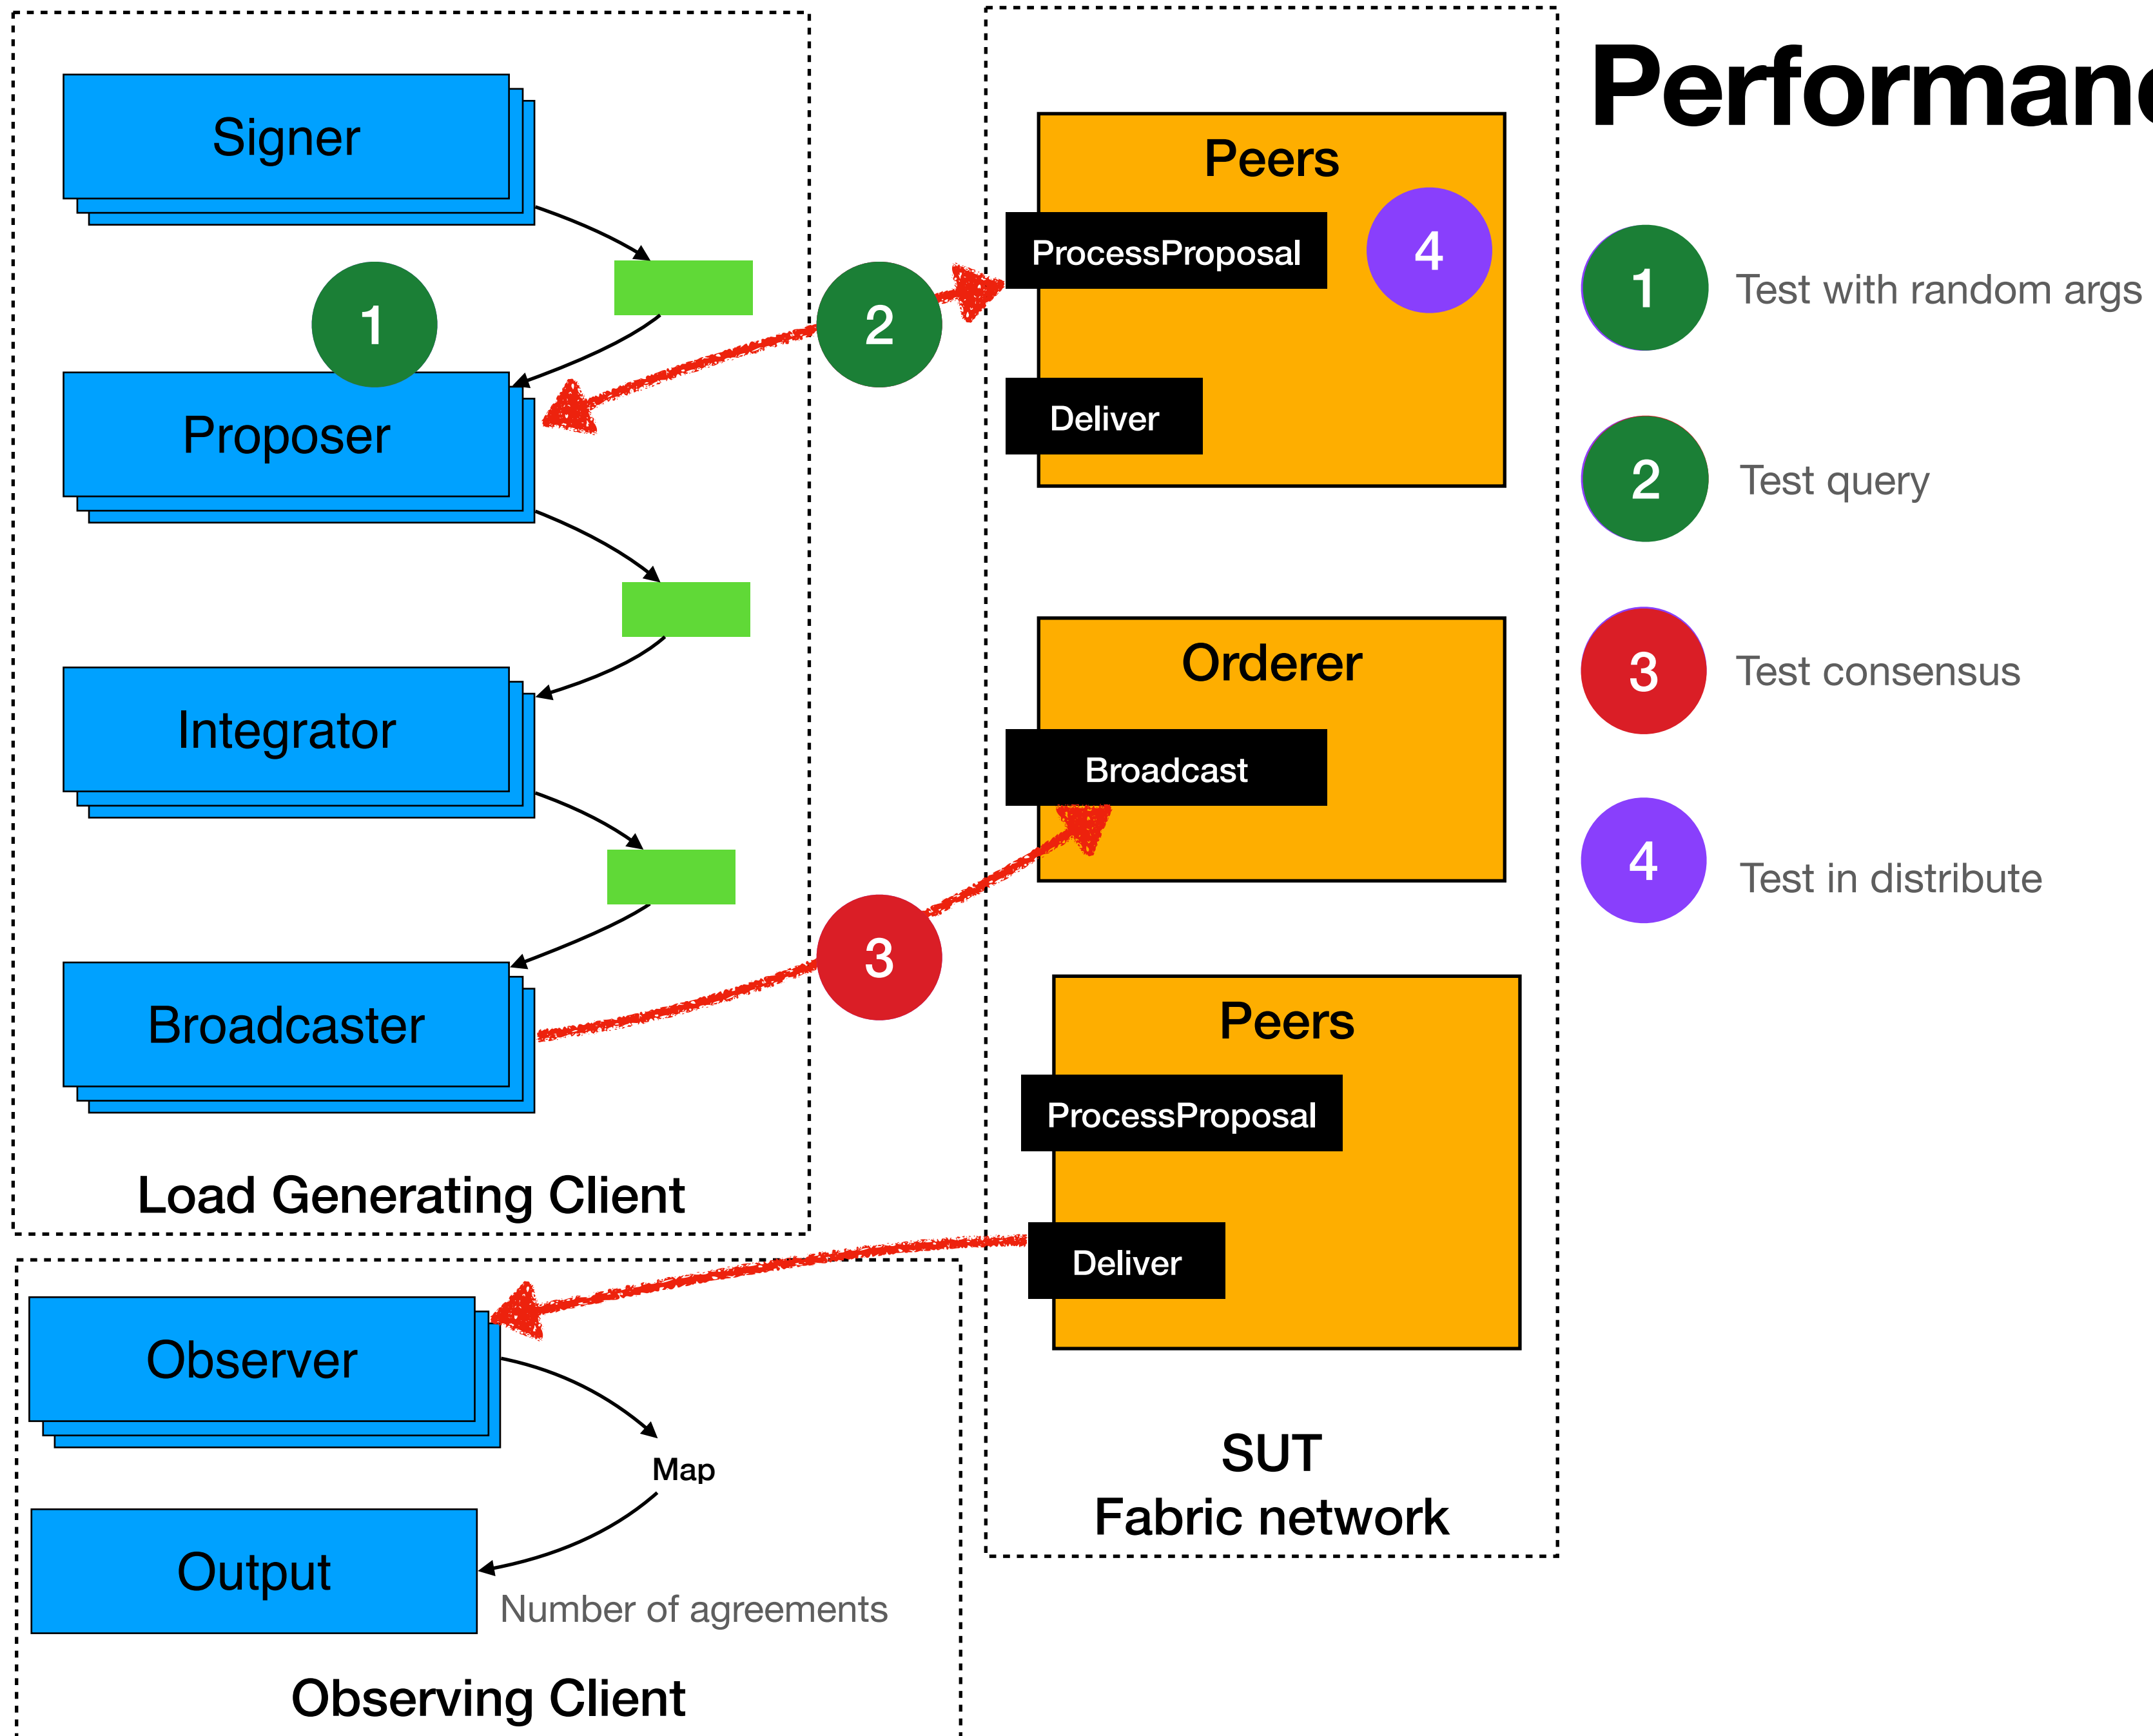 Signer
1
Proposer
Integrator
Broadcaster
Load Generating Client
2
3
Observer
Map
Output
Number of agreements
Observing Client
Peers
ProcessProposal
4
Deliver
Orderer
Broadcast
Peers
ProcessProposal
Deliver
SUT
Fabric network
1
Test with random args
2
Test query
3
Test consensus
4
Test in distribute